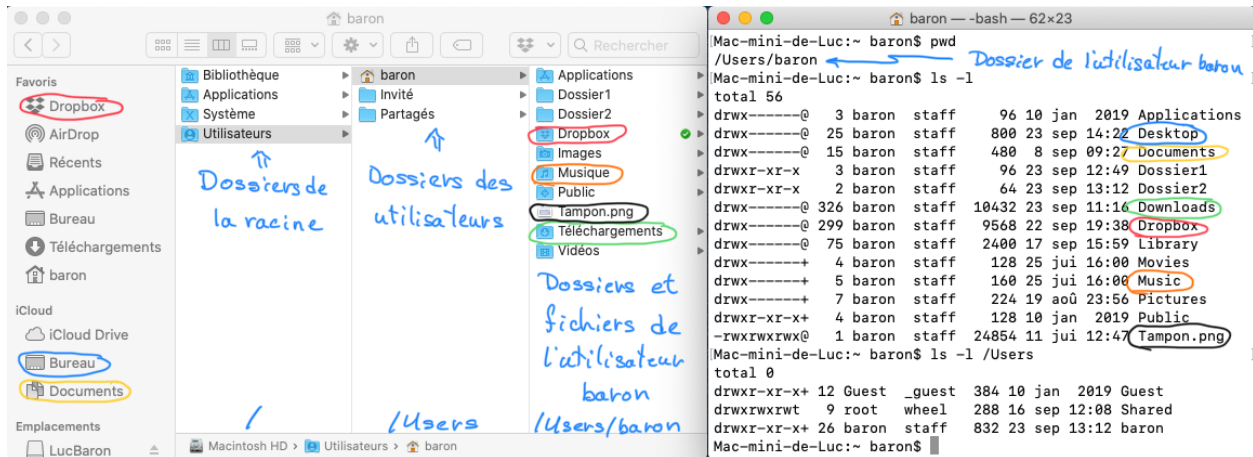 baron
Rechercher
Favoris
Dropbox
AirDrop
Récents
Applications
Bureau
Téléchargements
baron
iCloud
iCloud Drive
Bureau
Documents
Emplacements
LucBaron
Bibliothèque
Applications
Système
Utilisateurs
Dossiers de
la racine
/
baron
Invité
Partagés
Dossiers des
utilisateurs
/Users
Applications
Dossier1
Dossier2
Dropbox
Images
Musique
Public
Tampon.png
Téléchargements
Vidéos
Dossiers et
fichiers de
l'utilisateur
baron
/Users/baron
Macintosh HD > Utilisateurs > baron
baron — -bash — 62×23
[Mac-mini-de-Luc:~ baron$ pwd
/Users/baron Dossier de l'utilisateur baron
[Mac-mini-de-Luc:~ baron$ ls -l
total 56
drwx------@ 3 baron staff 96 10 jan 2019 Applications
drwx------@ 25 baron staff 800 23 sep 14:22 Desktop
drwx------@ 15 baron staff 480 8 sep 09:27 Documents
drwxr-xr-x 3 baron staff 96 23 sep 12:49 Dossier1
drwxr-xr-x 2 baron staff 64 23 sep 13:12 Dossier2
drwx------@ 326 baron staff 10432 23 sep 11:16 Downloads
drwx------@ 299 baron staff 9568 22 sep 19:38 Dropbox
drwx------@ 75 baron staff 2400 17 sep 15:59 Library
drwx------+ 4 baron staff 128 25 jui 16:00 Movies
drwx------+ 5 baron staff 160 25 jui 16:00 Music
drwx------+ 7 baron staff 224 19 aoû 23:56 Pictures
drwxr-xr-x+ 4 baron staff 128 10 jan 2019 Public
-rwxrwxrwx@ 1 baron staff 24854 11 jui 12:47 Tampon.png
[Mac-mini-de-Luc:~ baron$ ls -l /Users
total 0
drwxr-xr-x+ 12 Guest _guest 384 10 jan 2019 Guest
drwxrwxrwt 9 root wheel 288 16 sep 12:08 Shared
drwxr-xr-x+ 26 baron staff 832 23 sep 13:12 baron
Mac-mini-de-Luc:~ baron$